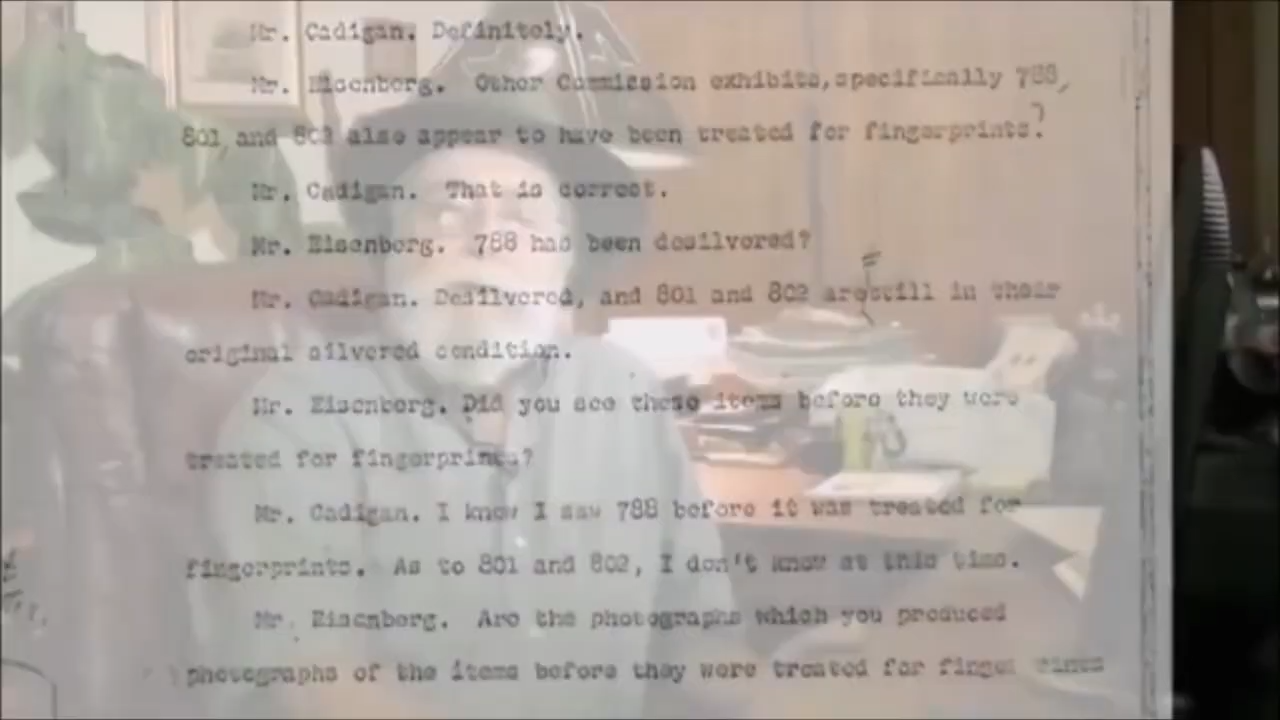 Mr. Cadigan. Definitely.
Mr. Eisenberg. Other Commission exhibits, specifically 788,
801, and 802 also appear to have been treated for fingerprints?
Mr. Cadigan. That is correct.
Mr. Eisenberg. 788 has been desilvered?
Mr. Cadigan. Desilvered, and 801 and 802 are still in their
original silvered condition.
Mr. Eisenberg. Did you see these items before they were
treated for fingerprints?
Mr. Cadigan. I know I saw 788 before it was treated for
fingerprints. As to 801 and 802, I don't know at this time.
Mr. Eisenberg. Are the photographs which you produced
photographs of the items before they were treated for finger